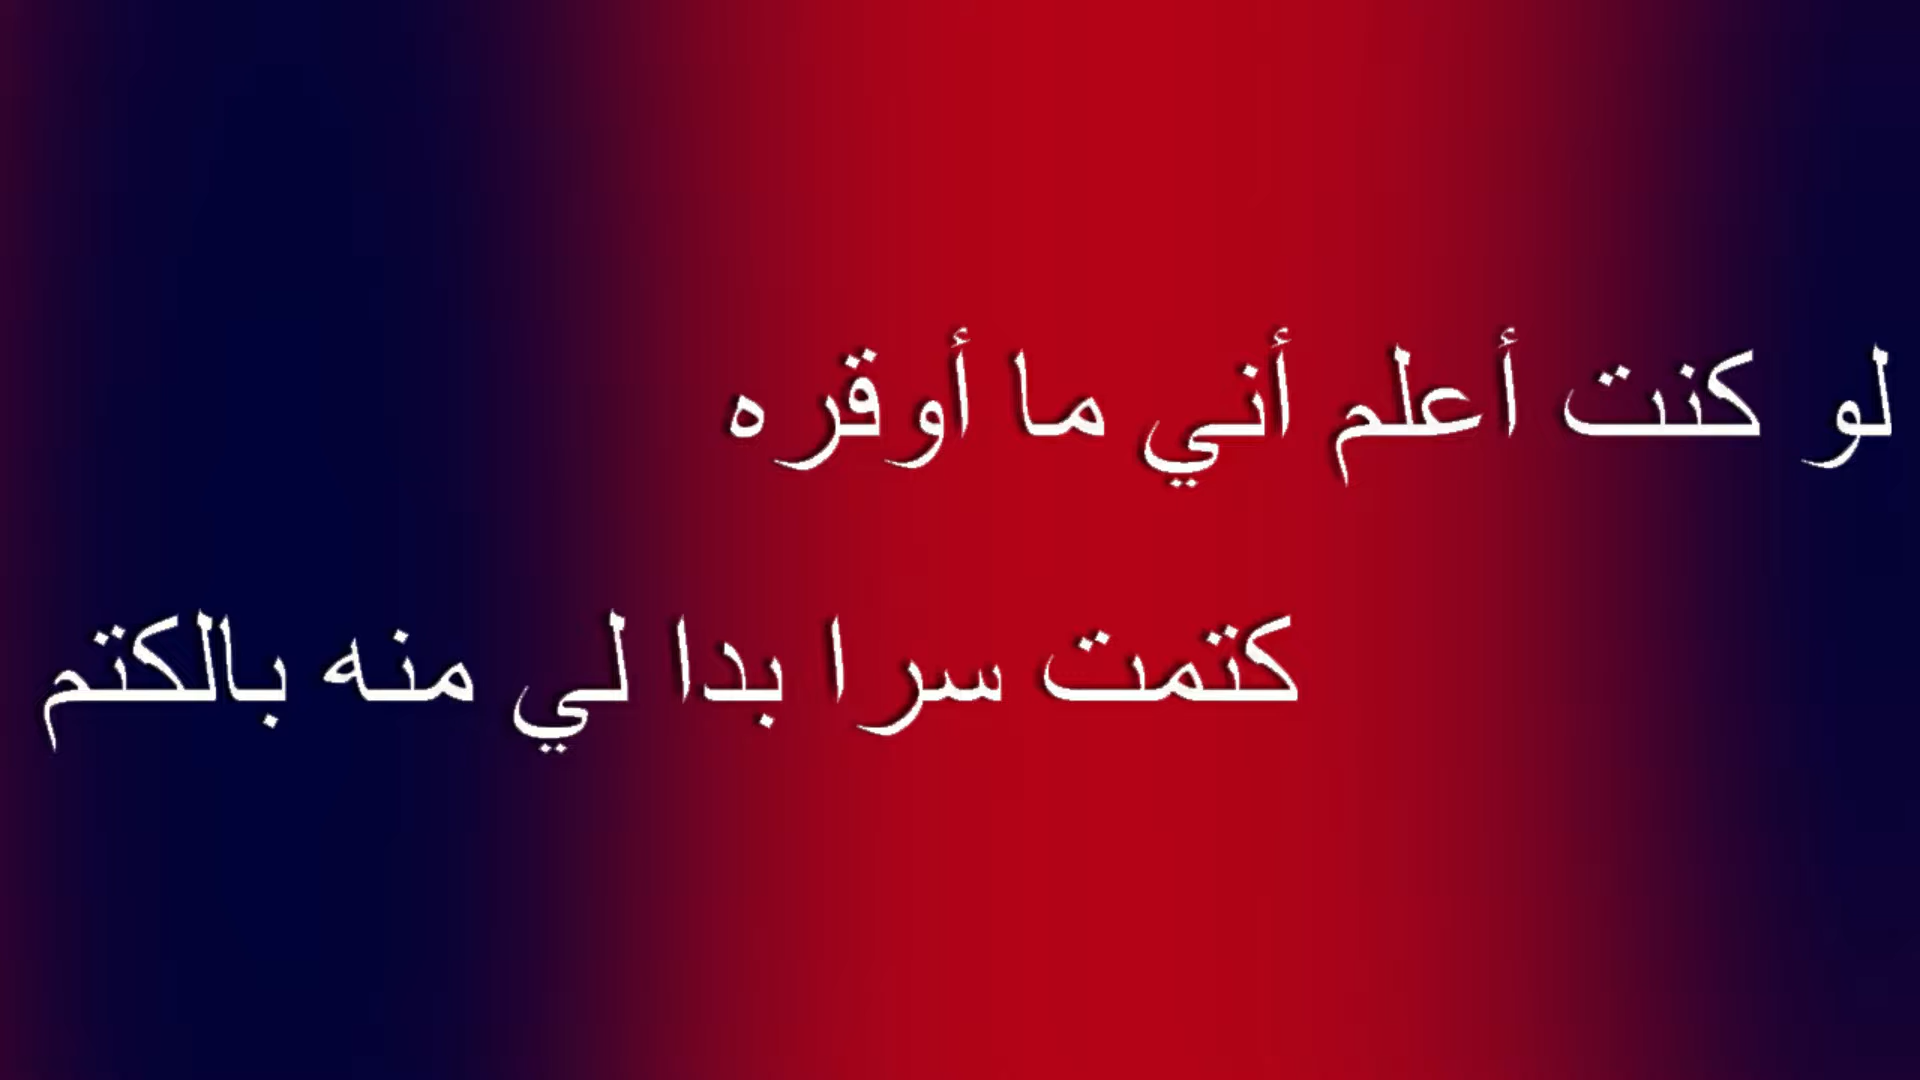 لو كنت أعلم أني ما أوقره
كتمت سرا بدا لي منه بالكتم